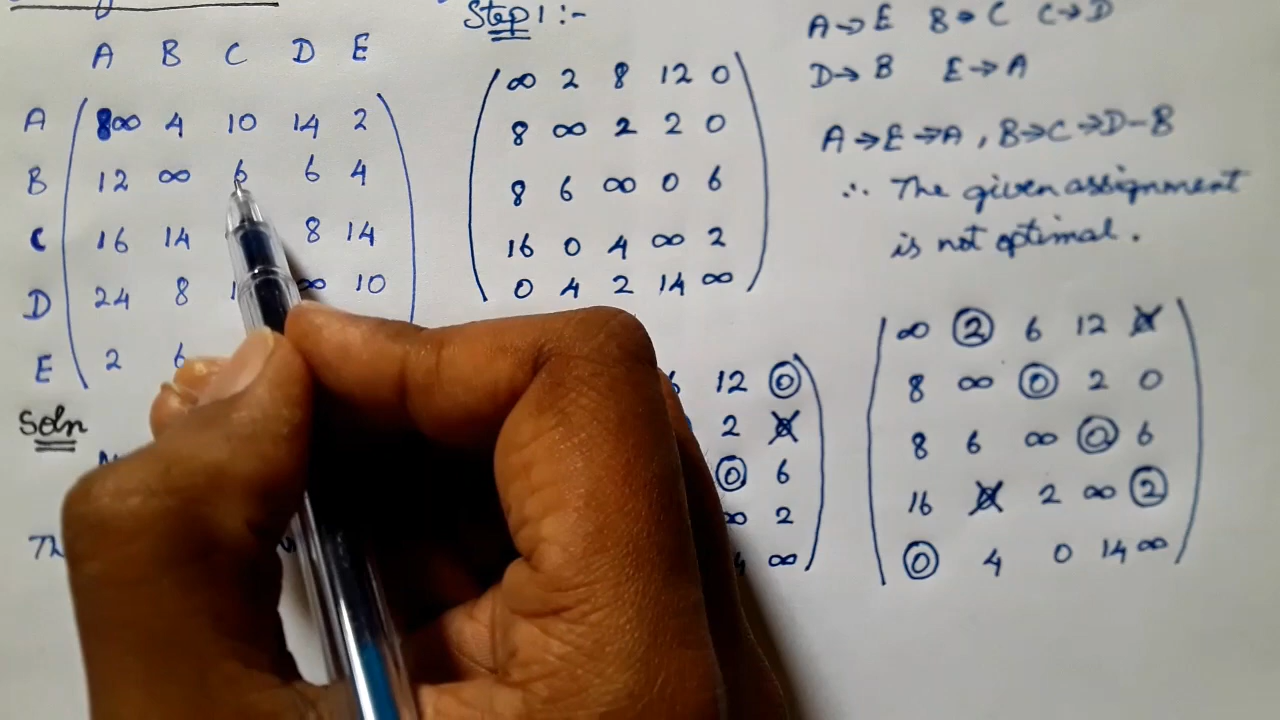 A B C D E
A ∞ 4 10 14 2
B 12 ∞ 6 6 4
C 16 14 8 14
D 24 8 ∞ 10
E 2 6
Soln
Step 1 :-
∞ 2 8 12 0
8 ∞ 2 2 0
8 6 ∞ 0 6
16 0 4 ∞ 2
0 4 2 14 ∞
12 0
2 0
0 6
∞ 2
∞
A→E B→C C→D
D→B E→A
A→E→A, B→C→D-B
∴ The given assignment
is not optimal.
∞ 2 6 12 0
8 ∞ 0 2 0
8 6 ∞ 0 6
16 0 2 ∞ 2
0 4 0 14 ∞